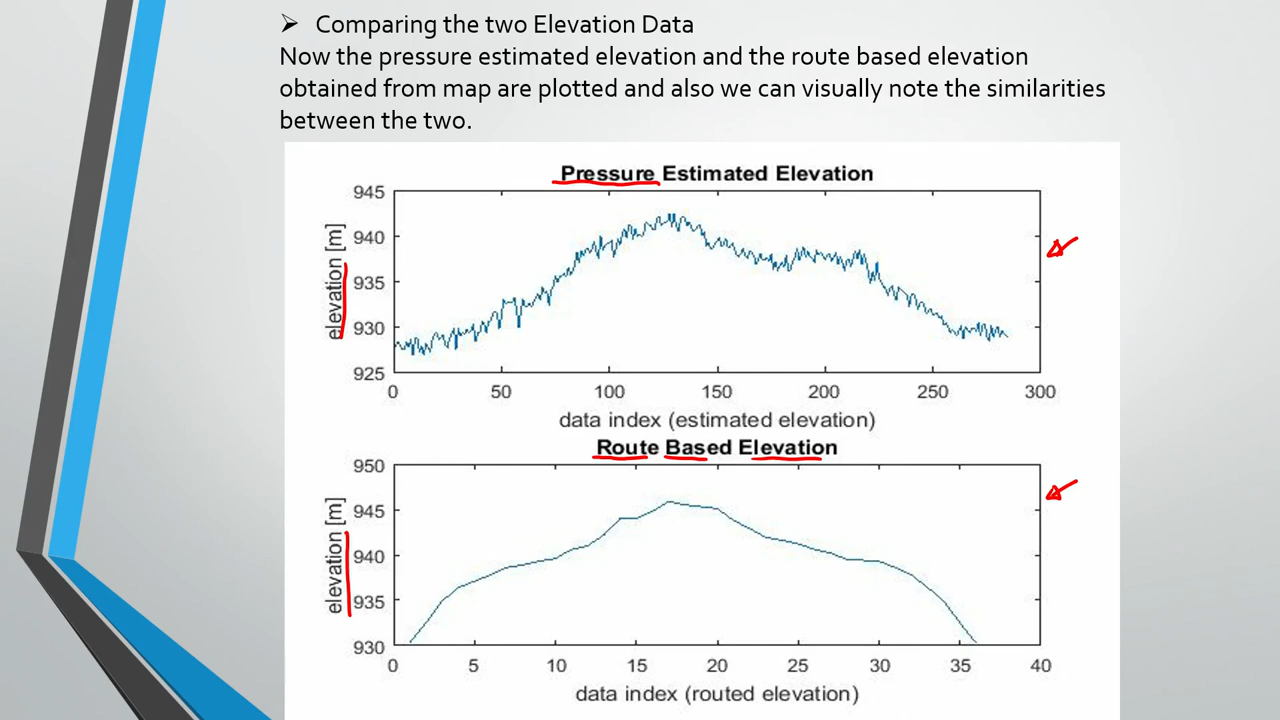 ➢ Comparing the two Elevation Data
Now the pressure estimated elevation and the route based elevation
obtained from map are plotted and also we can visually note the similarities
between the two.
Pressure Estimated Elevation
945
940
935
930
925
elevation [m]
0 50 100 150 200 250 300
data index (estimated elevation)
Route Based Elevation
950
945
940
935
930
elevation [m]
0 5 10 15 20 25 30 35 40
data index (routed elevation)